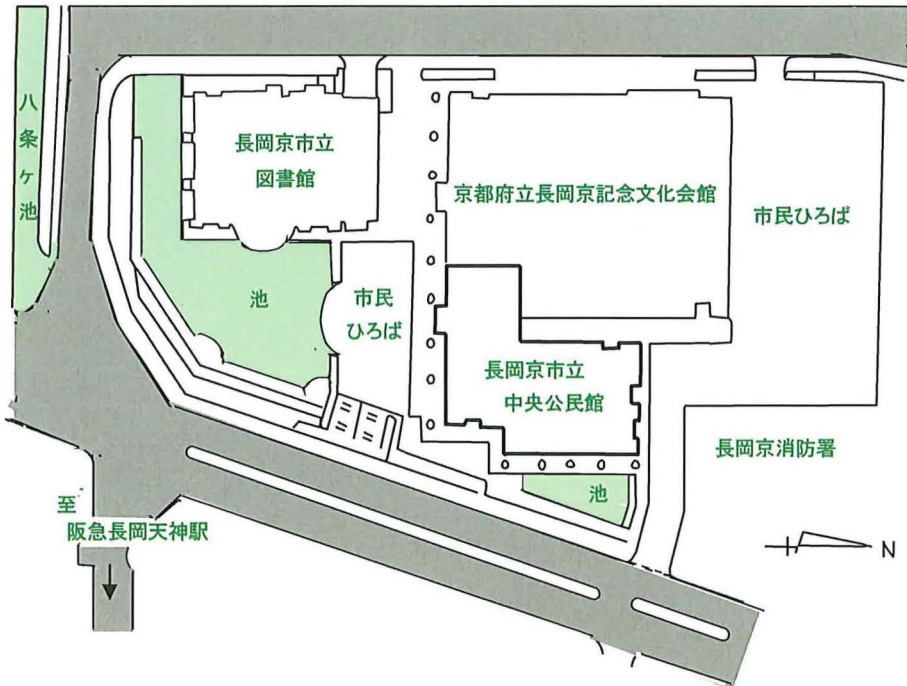 八条ヶ池
長岡京市立
図書館
京都府立長岡京記念文化会館
市民ひろば
池
市民
ひろば
長岡京市立
中央公民館
長岡京消防署
池
至
阪急長岡天神駅
N